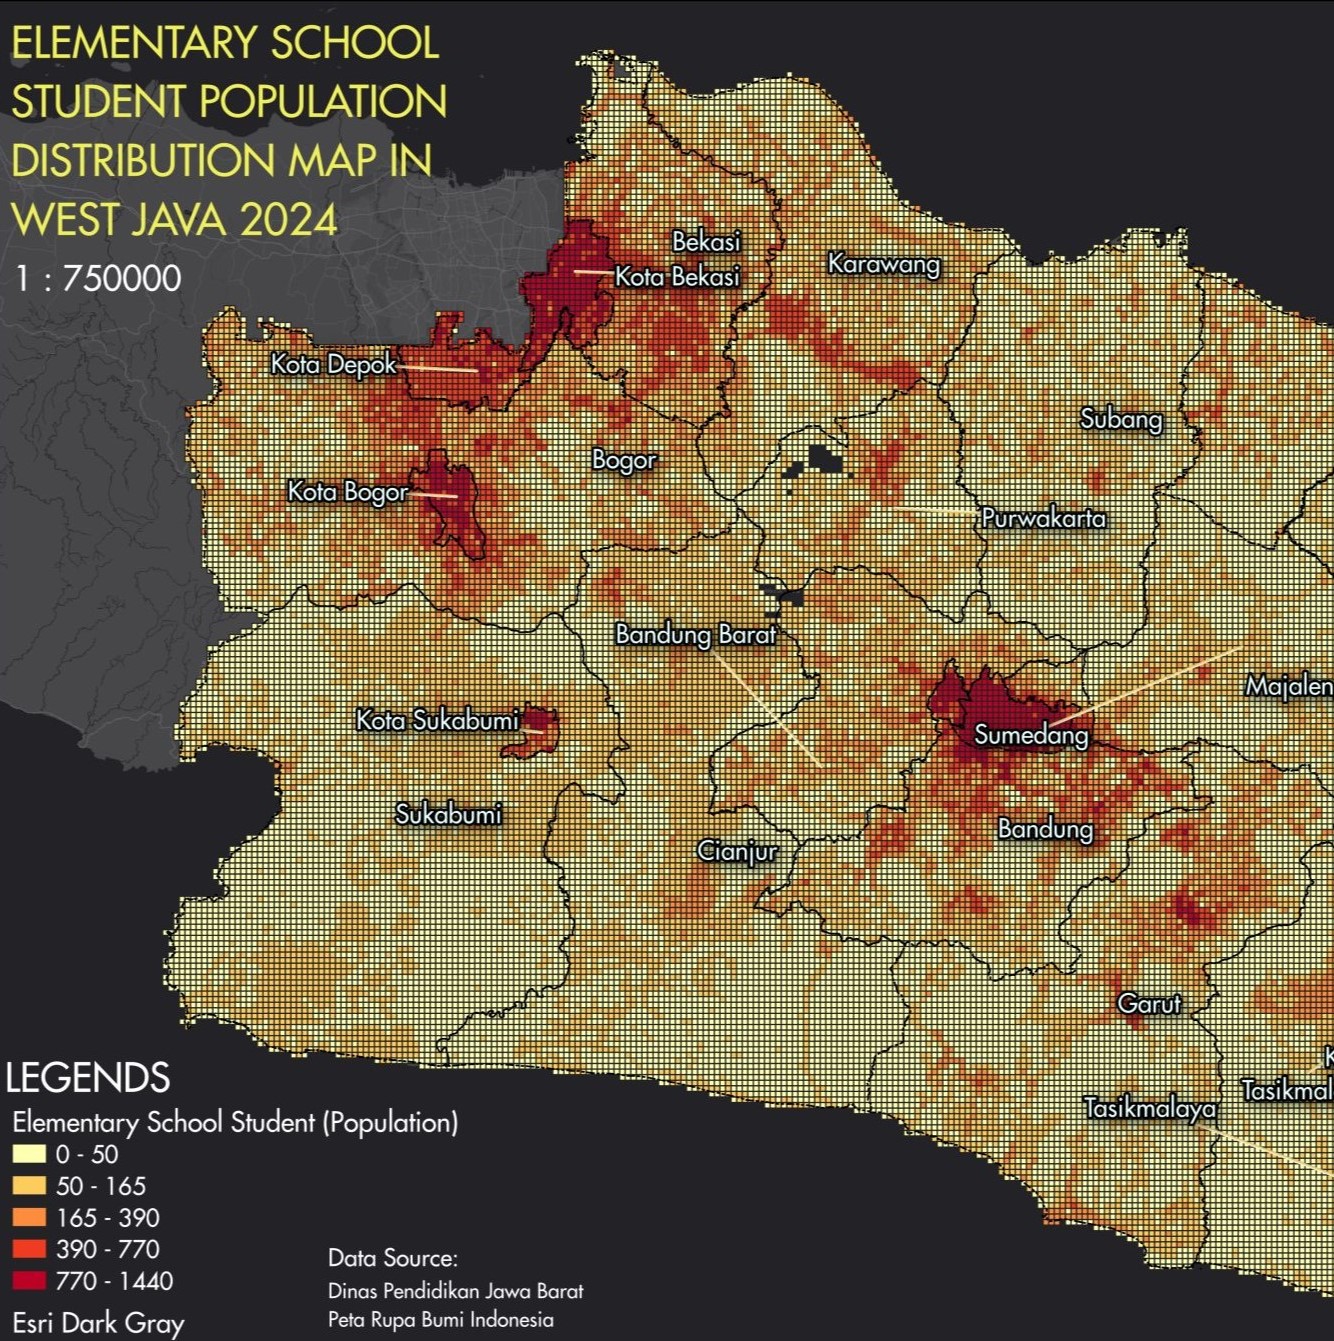 ELEMENTARY SCHOOL
STUDENT POPULATION
DISTRIBUTION MAP IN
WEST JAVA 2024
1 : 750000
Bekasi
Kota Bekasi
Karawang
Kota Depok
Subang
Bogor
Kota Bogor
Purwakarta
Bandung Barat
Majalen
Kota Sukabumi
Sumedang
Sukabumi
Bandung
Cianjur
Garut
K
Tasikmal
Tasikmalaya
LEGENDS
Elementary School Student (Population)
0 - 50
50 - 165
165 - 390
390 - 770
770 - 1440
Esri Dark Gray
Data Source:
Dinas Pendidikan Jawa Barat
Peta Rupa Bumi Indonesia